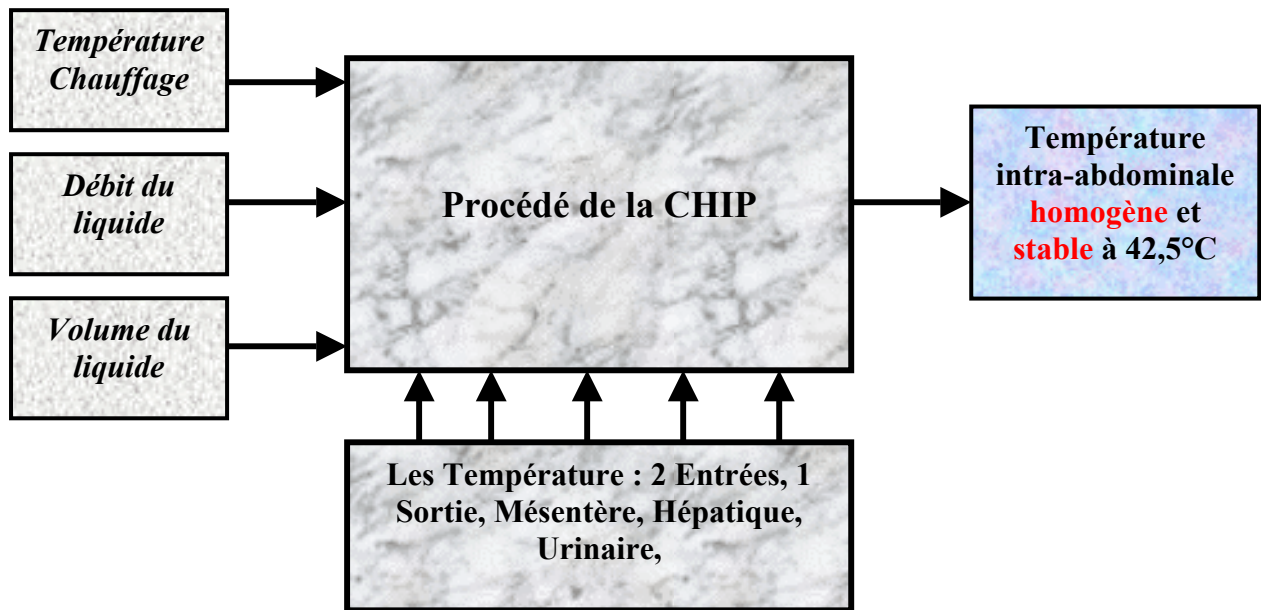 Température
Chauffage
Débit du
liquide
Volume du
liquide
Procédé de la CHIP
Température
intra-abdominale
homogène et
stable à 42,5°C
Les Température : 2 Entrées, 1
Sortie, Mésentère, Hépatique,
Urinaire,